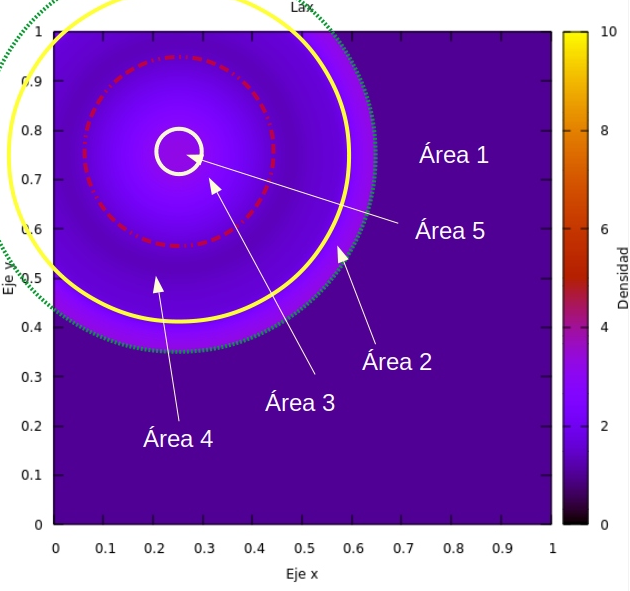 Lax
1
0.9
0.8
0.7
0.6
0.5
0.4
0.3
0.2
0.1
0
Eje y
Área 1
Área 5
Área 2
Área 3
Área 4
0 0.1 0.2 0.3 0.4 0.5 0.6 0.7 0.8 0.9 1
Eje x
10
8
6
4
2
0
Densidad